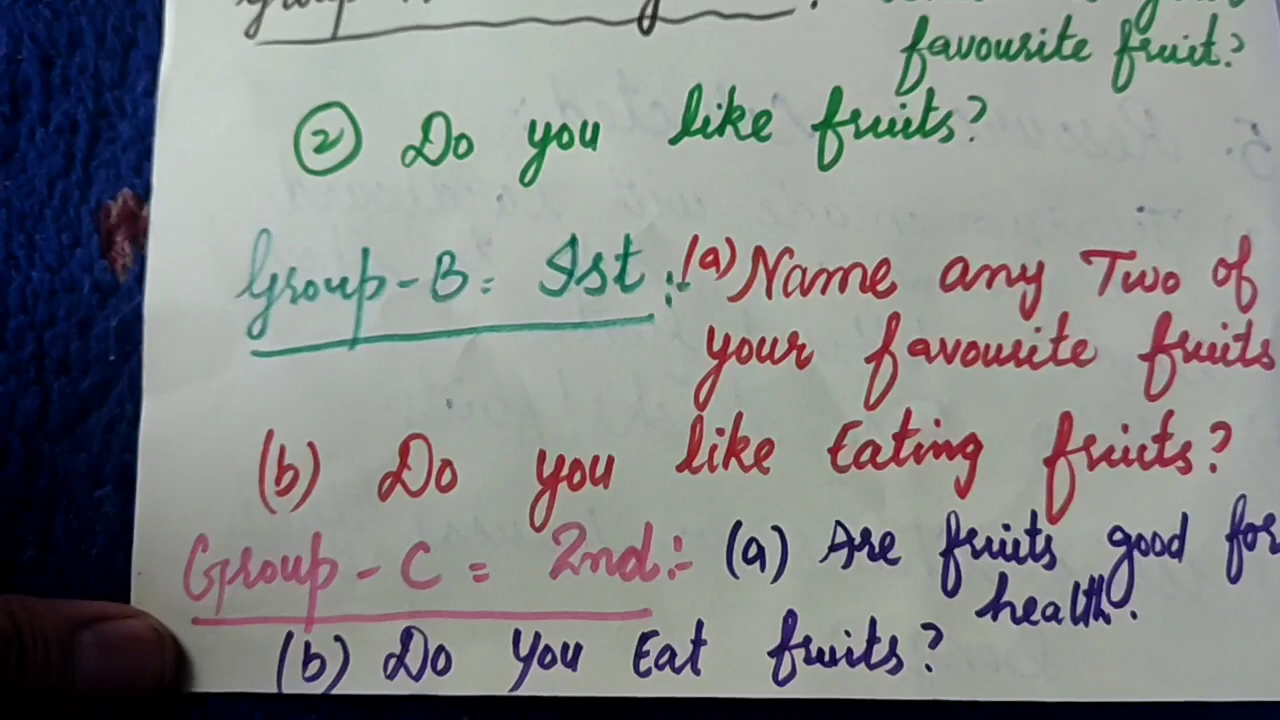 favourite fruit?
② Do you like fruits?
Group-B= Ist:- (a) Name any Two of
your favourite fruits
(b) Do you like Eating fruits?
Group-C = 2nd:- (a) Are fruits good for
health.
(b) Do You Eat fruits?